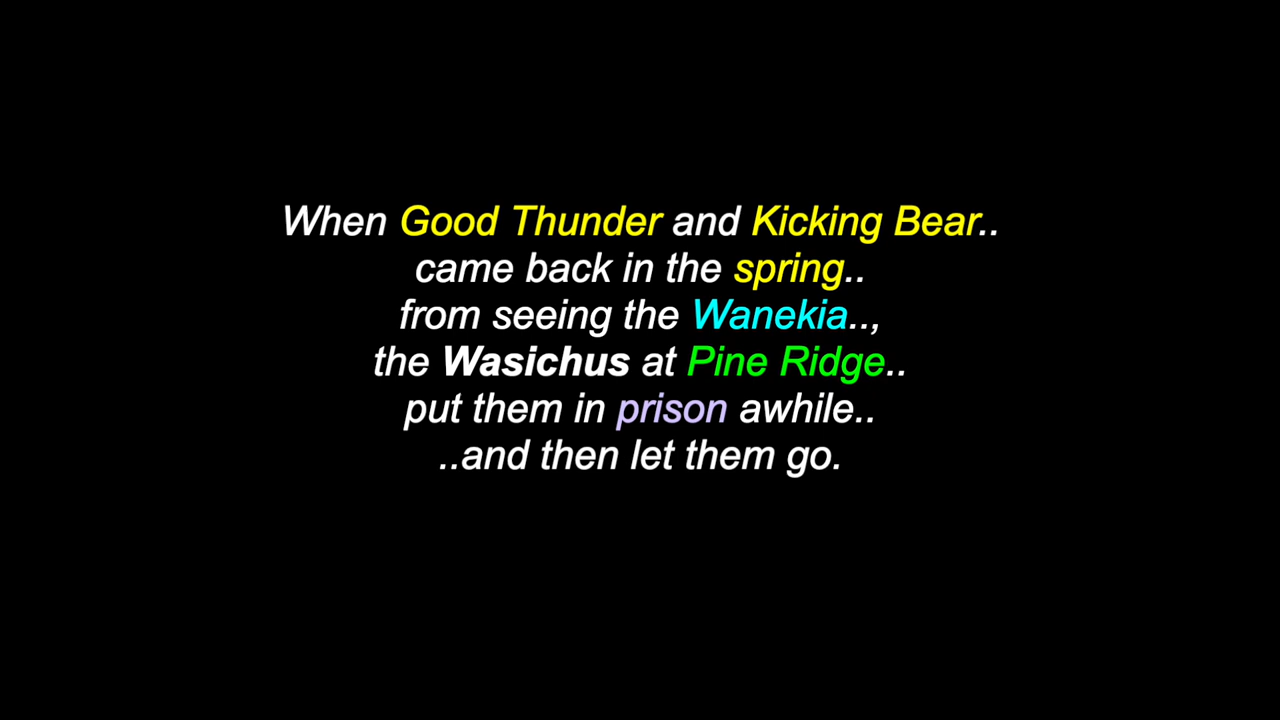 When Good Thunder and Kicking Bear..
came back in the spring..
from seeing the Wanekia..,
the Wasichus at Pine Ridge..
put them in prison awhile..
..and then let them go.